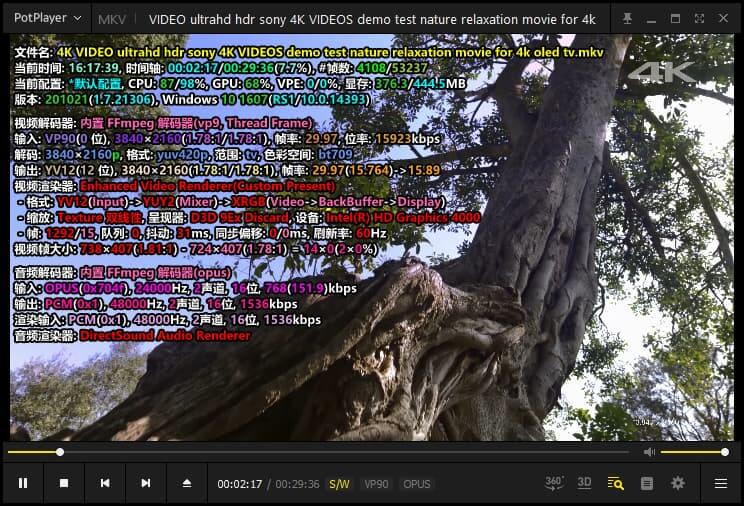 PotPlayer MKV VIDEO ultrahd hdr sony 4K VIDEOS demo test nature relaxation movie for 4k
文件名: 4K VIDEO ultrahd hdr sony 4K VIDEOS demo test nature relaxation movie for 4k oled tv.mkv
当前时间: 16:17:39, 时间轴: 00:02:17/00:29:36(7.7%), #帧数: 4108/53237
4K
当前配置: *默认配置, CPU: 87/98%, GPU: 68%, VPE: 0/0%, 显存: 376.3/444.5MB
版本: 201021(1.7.21306), Windows 10 1607(RS1/10.0.14393)
视频解码器: 内置 FFmpeg 解码器(vp9, Thread Frame)
输入: VP90(0 位), 3840×2160(1.78:1/1.78:1), 帧率: 29.97, 位率: 15923kbps
解码: 3840×2160p, 格式: yuv420p, 范围: tv, 色彩空间: bt709
输出: YV12(12 位), 3840×2160(1.78:1/1.78:1), 帧率: 29.97(15.764)->15.89
视频渲染器: Enhanced Video Renderer(Custom Present)
- 格式: YV12(Input)->YUY2(Mixer)-> XRGB(Video->BackBuffer->Display)
- 缩放: Texture 双线性, 呈现器: D3D 9Ex Discard, 设备: Intel(R) HD Graphics 4000
- 帧: 1292/15, 队列: 0, 抖动: 31ms, 同步偏移: 0/0ms, 刷新率: 60Hz
视频帧大小: 738×407(1.81:1) - 724×407(1.78:1) = 14×0(2×0%)
音频解码器: 内置 FFmpeg 解码器(opus)
输入: OPUS(0x704f), 24000Hz, 2声道, 16位, 768(151.9)kbps
输出: PCM(0x1), 48000Hz, 2声道, 16位, 1536kbps
渲染输入: PCM(0x1), 48000Hz, 2声道, 16位, 1536kbps
音频渲染器: DirectSound Audio Renderer
00:02:17 / 00:29:36 S/W VP90 OPUS 360° 3D